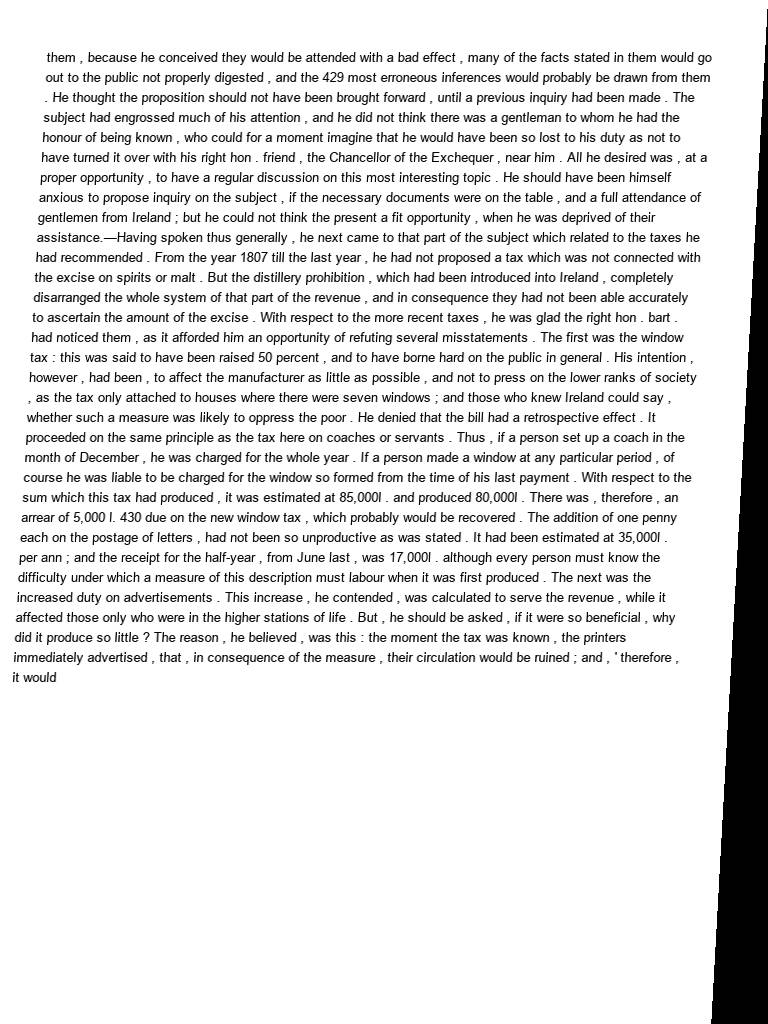 them , because he conceived they would be attended with a bad effect , many of the facts stated in them would go
out to the public not properly digested , and the 429 most erroneous inferences would probably be drawn from them
. He thought the proposition should not have been brought forward , until a previous inquiry had been made . The
subject had engrossed much of his attention , and he did not think there was a gentleman to whom he had the
honour of being known , who could for a moment imagine that he would have been so lost to his duty as not to
have turned it over with his right hon . friend , the Chancellor of the Exchequer , near him . All he desired was , at a
proper opportunity , to have a regular discussion on this most interesting topic . He should have been himself
anxious to propose inquiry on the subject , if the necessary documents were on the table , and a full attendance of
gentlemen from Ireland ; but he could not think the present a fit opportunity , when he was deprived of their
assistance.—Having spoken thus generally , he next came to that part of the subject which related to the taxes he
had recommended . From the year 1807 till the last year , he had not proposed a tax which was not connected with
the excise on spirits or malt . But the distillery prohibition , which had been introduced into Ireland , completely
disarranged the whole system of that part of the revenue , and in consequence they had not been able accurately
to ascertain the amount of the excise . With respect to the more recent taxes , he was glad the right hon . bart .
had noticed them , as it afforded him an opportunity of refuting several misstatements . The first was the window
tax : this was said to have been raised 50 percent , and to have borne hard on the public in general . His intention ,
however , had been , to affect the manufacturer as little as possible , and not to press on the lower ranks of society
, as the tax only attached to houses where there were seven windows ; and those who knew Ireland could say ,
whether such a measure was likely to oppress the poor . He denied that the bill had a retrospective effect . It
proceeded on the same principle as the tax here on coaches or servants . Thus , if a person set up a coach in the
month of December , he was charged for the whole year . If a person made a window at any particular period , of
course he was liable to be charged for the window so formed from the time of his last payment . With respect to the
sum which this tax had produced , it was estimated at 85,000l . and produced 80,000l . There was , therefore , an
arrear of 5,000 l. 430 due on the new window tax , which probably would be recovered . The addition of one penny
each on the postage of letters , had not been so unproductive as was stated . It had been estimated at 35,000l .
per ann ; and the receipt for the half-year , from June last , was 17,000l . although every person must know the
difficulty under which a measure of this description must labour when it was first produced . The next was the
increased duty on advertisements . This increase , he contended , was calculated to serve the revenue , while it
affected those only who were in the higher stations of life . But , he should be asked , if it were so beneficial , why
did it produce so little ? The reason , he believed , was this : the moment the tax was known , the printers
immediately advertised , that , in consequence of the measure , their circulation would be ruined ; and , ' therefore ,
it would